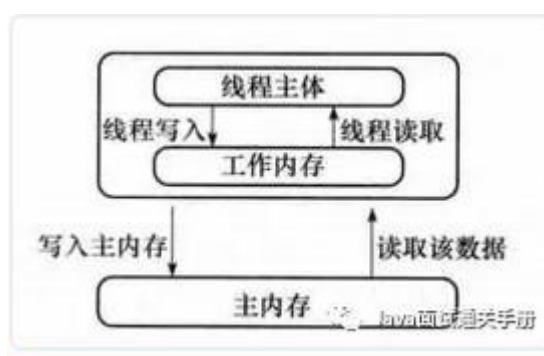 线程主体
线程写入 线程读取
工作内存
写入主内存 读取该数据
主内存
Java面试通关手册